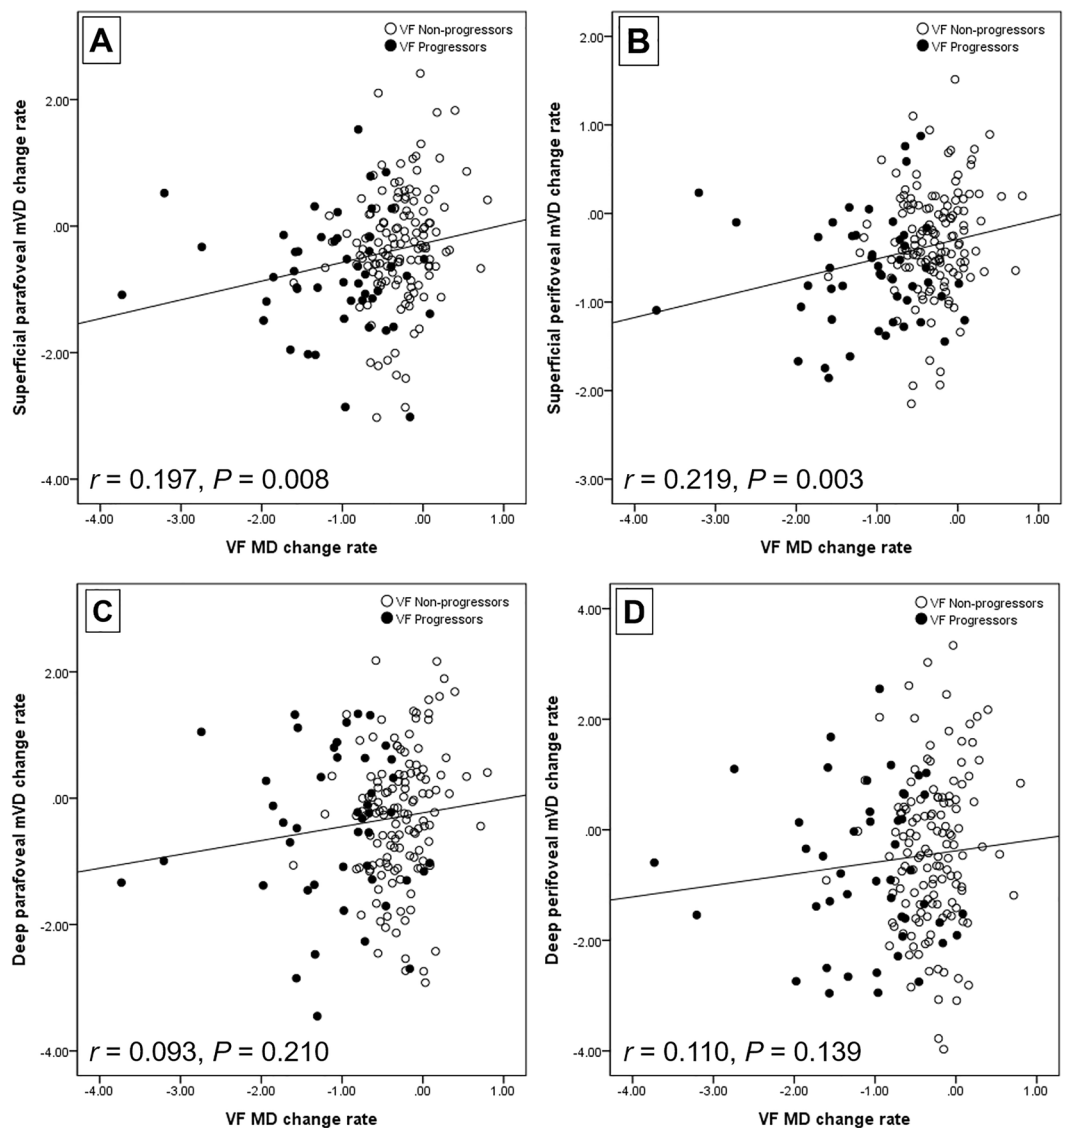 A
VF Non-progressors
VF Progressors
Superficial parafoveal mVD change rate
2.00
.00
-2.00
-4.00
r = 0.197, P = 0.008
-4.00 -3.00 -2.00 -1.00 .00 1.00
VF MD change rate
B
VF Non-progressors
VF Progressors
Superficial perifoveal mVD change rate
2.00
1.00
.00
-1.00
-2.00
-3.00
r = 0.219, P = 0.003
-4.00 -3.00 -2.00 -1.00 .00 1.00
VF MD change rate
C
VF Non-progressors
VF Progressors
Deep parafoveal mVD change rate
2.00
.00
-2.00
-4.00
r = 0.093, P = 0.210
-4.00 -3.00 -2.00 -1.00 .00 1.00
VF MD change rate
D
VF Non-progressors
VF Progressors
Deep perifoveal mVD change rate
4.00
2.00
.00
-2.00
-4.00
r = 0.110, P = 0.139
-4.00 -3.00 -2.00 -1.00 .00 1.00
VF MD change rate